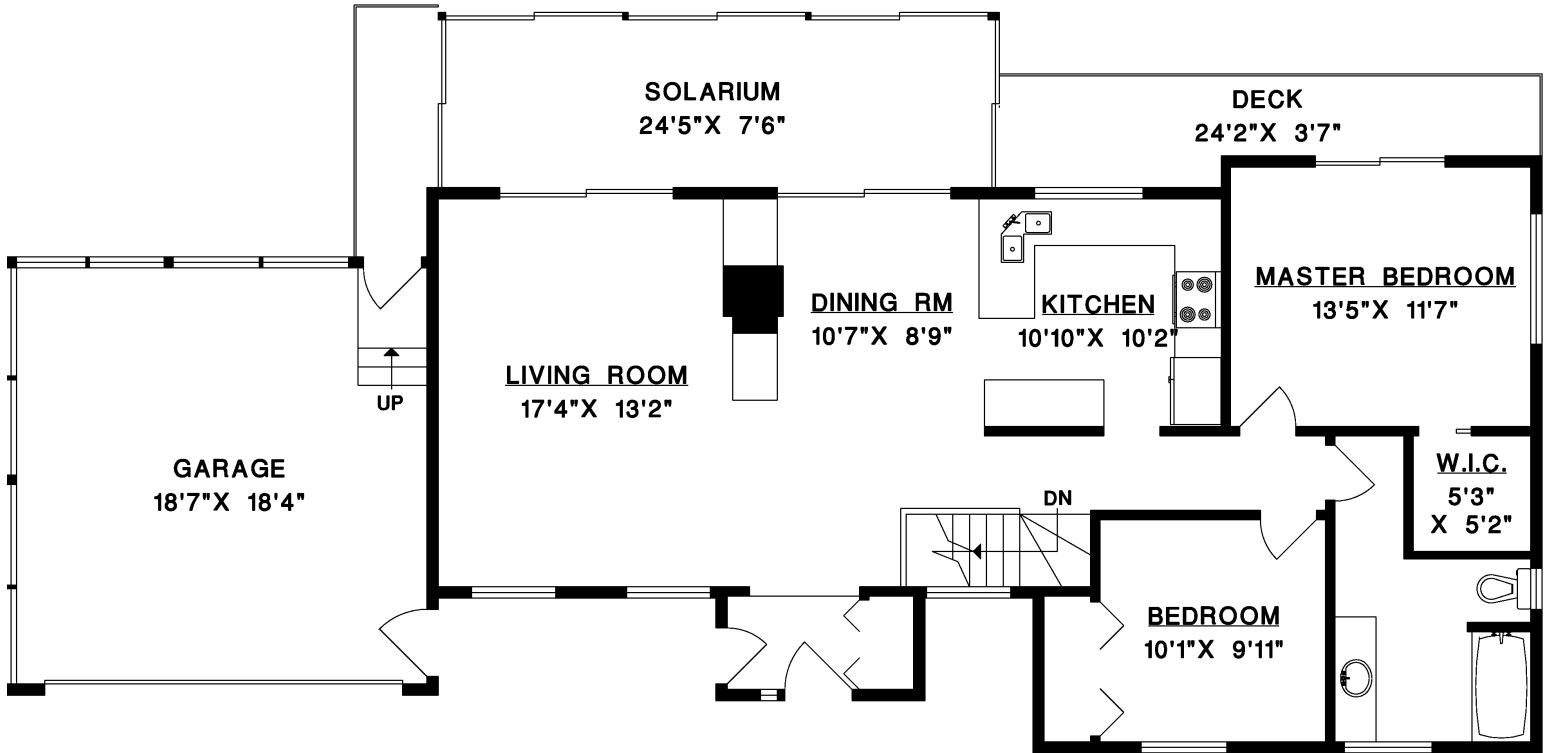 SOLARIUM
24'5"X 7'6"
DECK
24'2"X 3'7"
MASTER BEDROOM
13'5"X 11'7"
DINING RM
10'7"X 8'9"
KITCHEN
10'10"X 10'2"
LIVING ROOM
17'4"X 13'2"
UP
GARAGE
18'7"X 18'4"
W.I.C.
5'3"
X 5'2"
DN
BEDROOM
10'1"X 9'11"